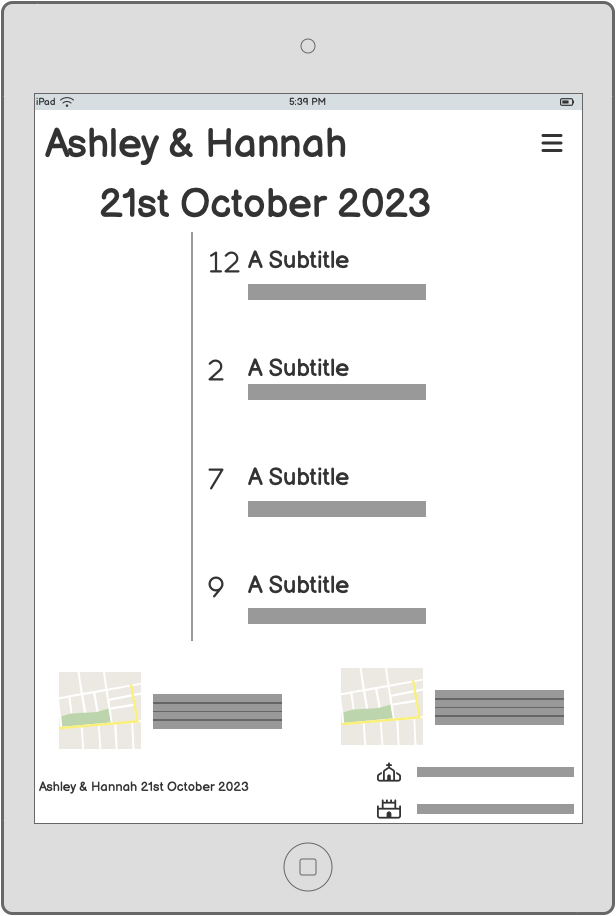 iPad 5:39 PM
Ashley & Hannah
21st October 2023
12 A Subtitle
2 A Subtitle
7 A Subtitle
9 A Subtitle
Ashley & Hannah 21st October 2023